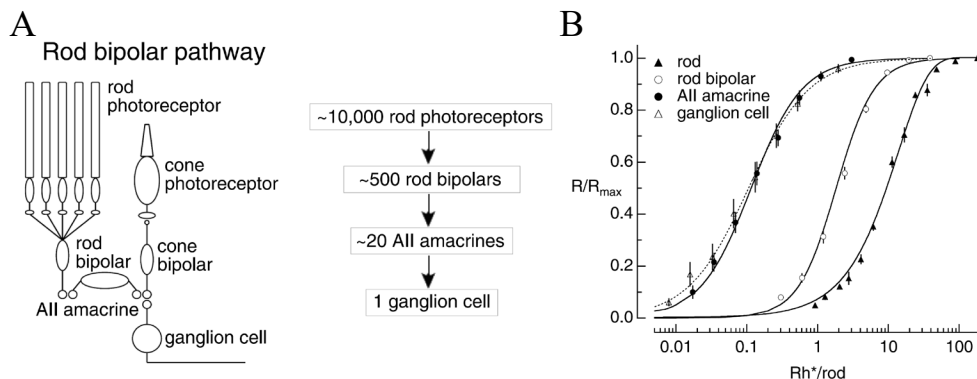 A
Rod bipolar pathway
rod
photoreceptor
cone
photoreceptor
rod
bipolar
cone
bipolar
AII amacrine
ganglion cell
~10,000 rod photoreceptors
~500 rod bipolars
~20 AII amacrines
1 ganglion cell
B
rod
rod bipolar
AII amacrine
ganglion cell
R/Rmax
1.0
0.8
0.6
0.4
0.2
0.0
0.01
0.1
1
10
100
Rh*/rod